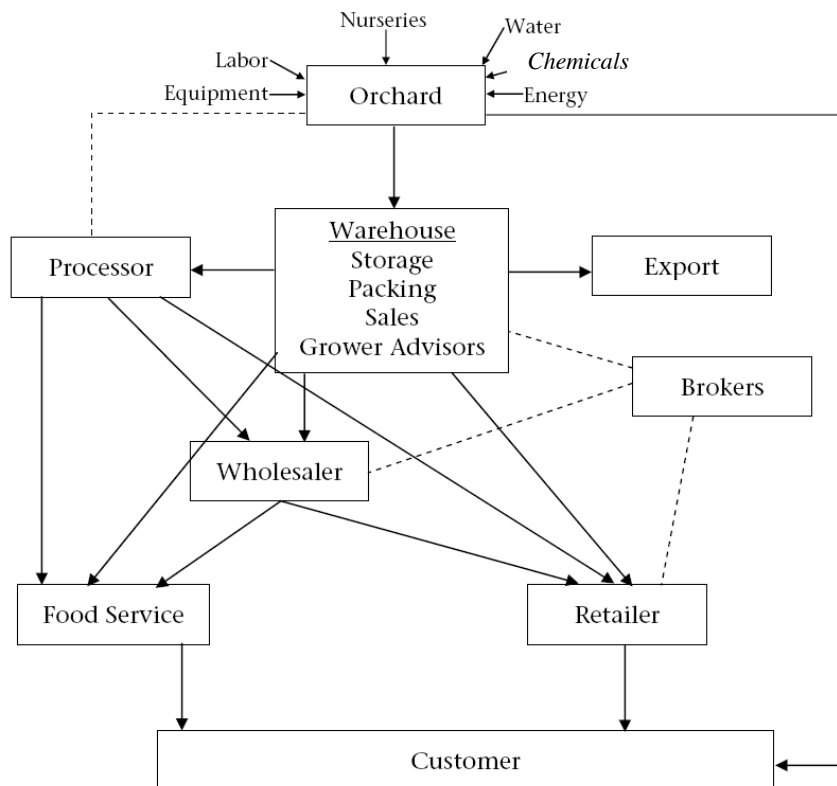 Nurseries
Water
Labor
Chemicals
Equipment
Orchard
Energy
Warehouse
Storage
Packing
Sales
Grower Advisors
Processor
Export
Brokers
Wholesaler
Food Service
Retailer
Customer